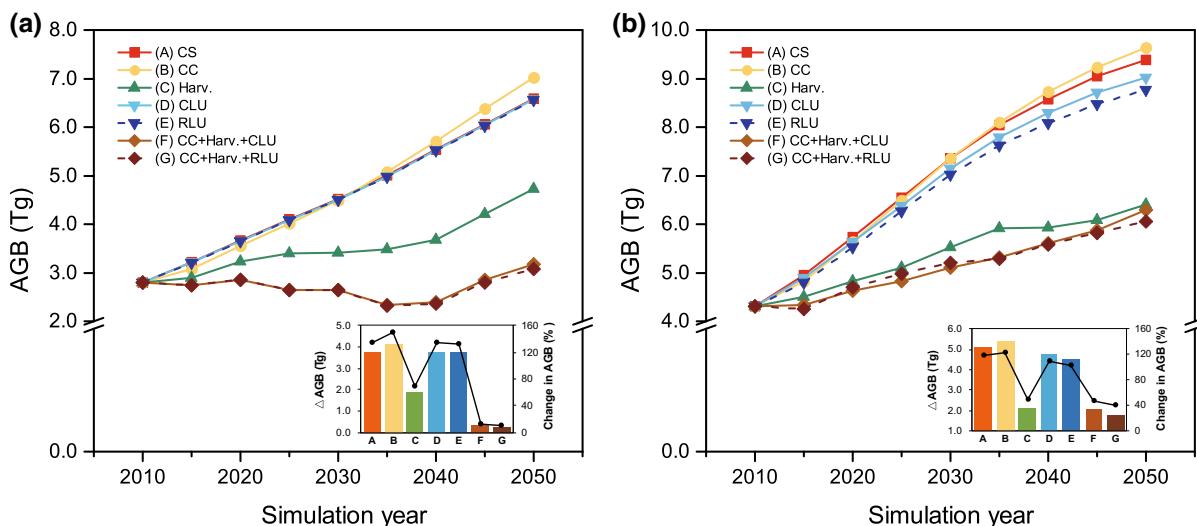 (a)
8.0
7.0
6.0
5.0
4.0
3.0
2.0
0.0
AGB (Tg)
(A) CS
(B) CC
(C) Harv.
(D) CLU
(E) RLU
(F) CC+Harv.+CLU
(G) CC+Harv.+RLU
5.0
4.0
3.0
2.0
1.0
0.0
△ AGB (Tg)
160
120
80
40
0
Change in AGB (%)
A B C D E F G
2010 2020 2030 2040 2050
Simulation year
(b)
10.0
9.0
8.0
7.0
6.0
5.0
4.0
0.0
AGB (Tg)
(A) CS
(B) CC
(C) Harv.
(D) CLU
(E) RLU
(F) CC+Harv.+CLU
(G) CC+Harv.+RLU
6.0
5.0
4.0
3.0
2.0
1.0
△ AGB (Tg)
160
120
80
40
0
Change in AGB (%)
A B C D E F G
2010 2020 2030 2040 2050
Simulation year